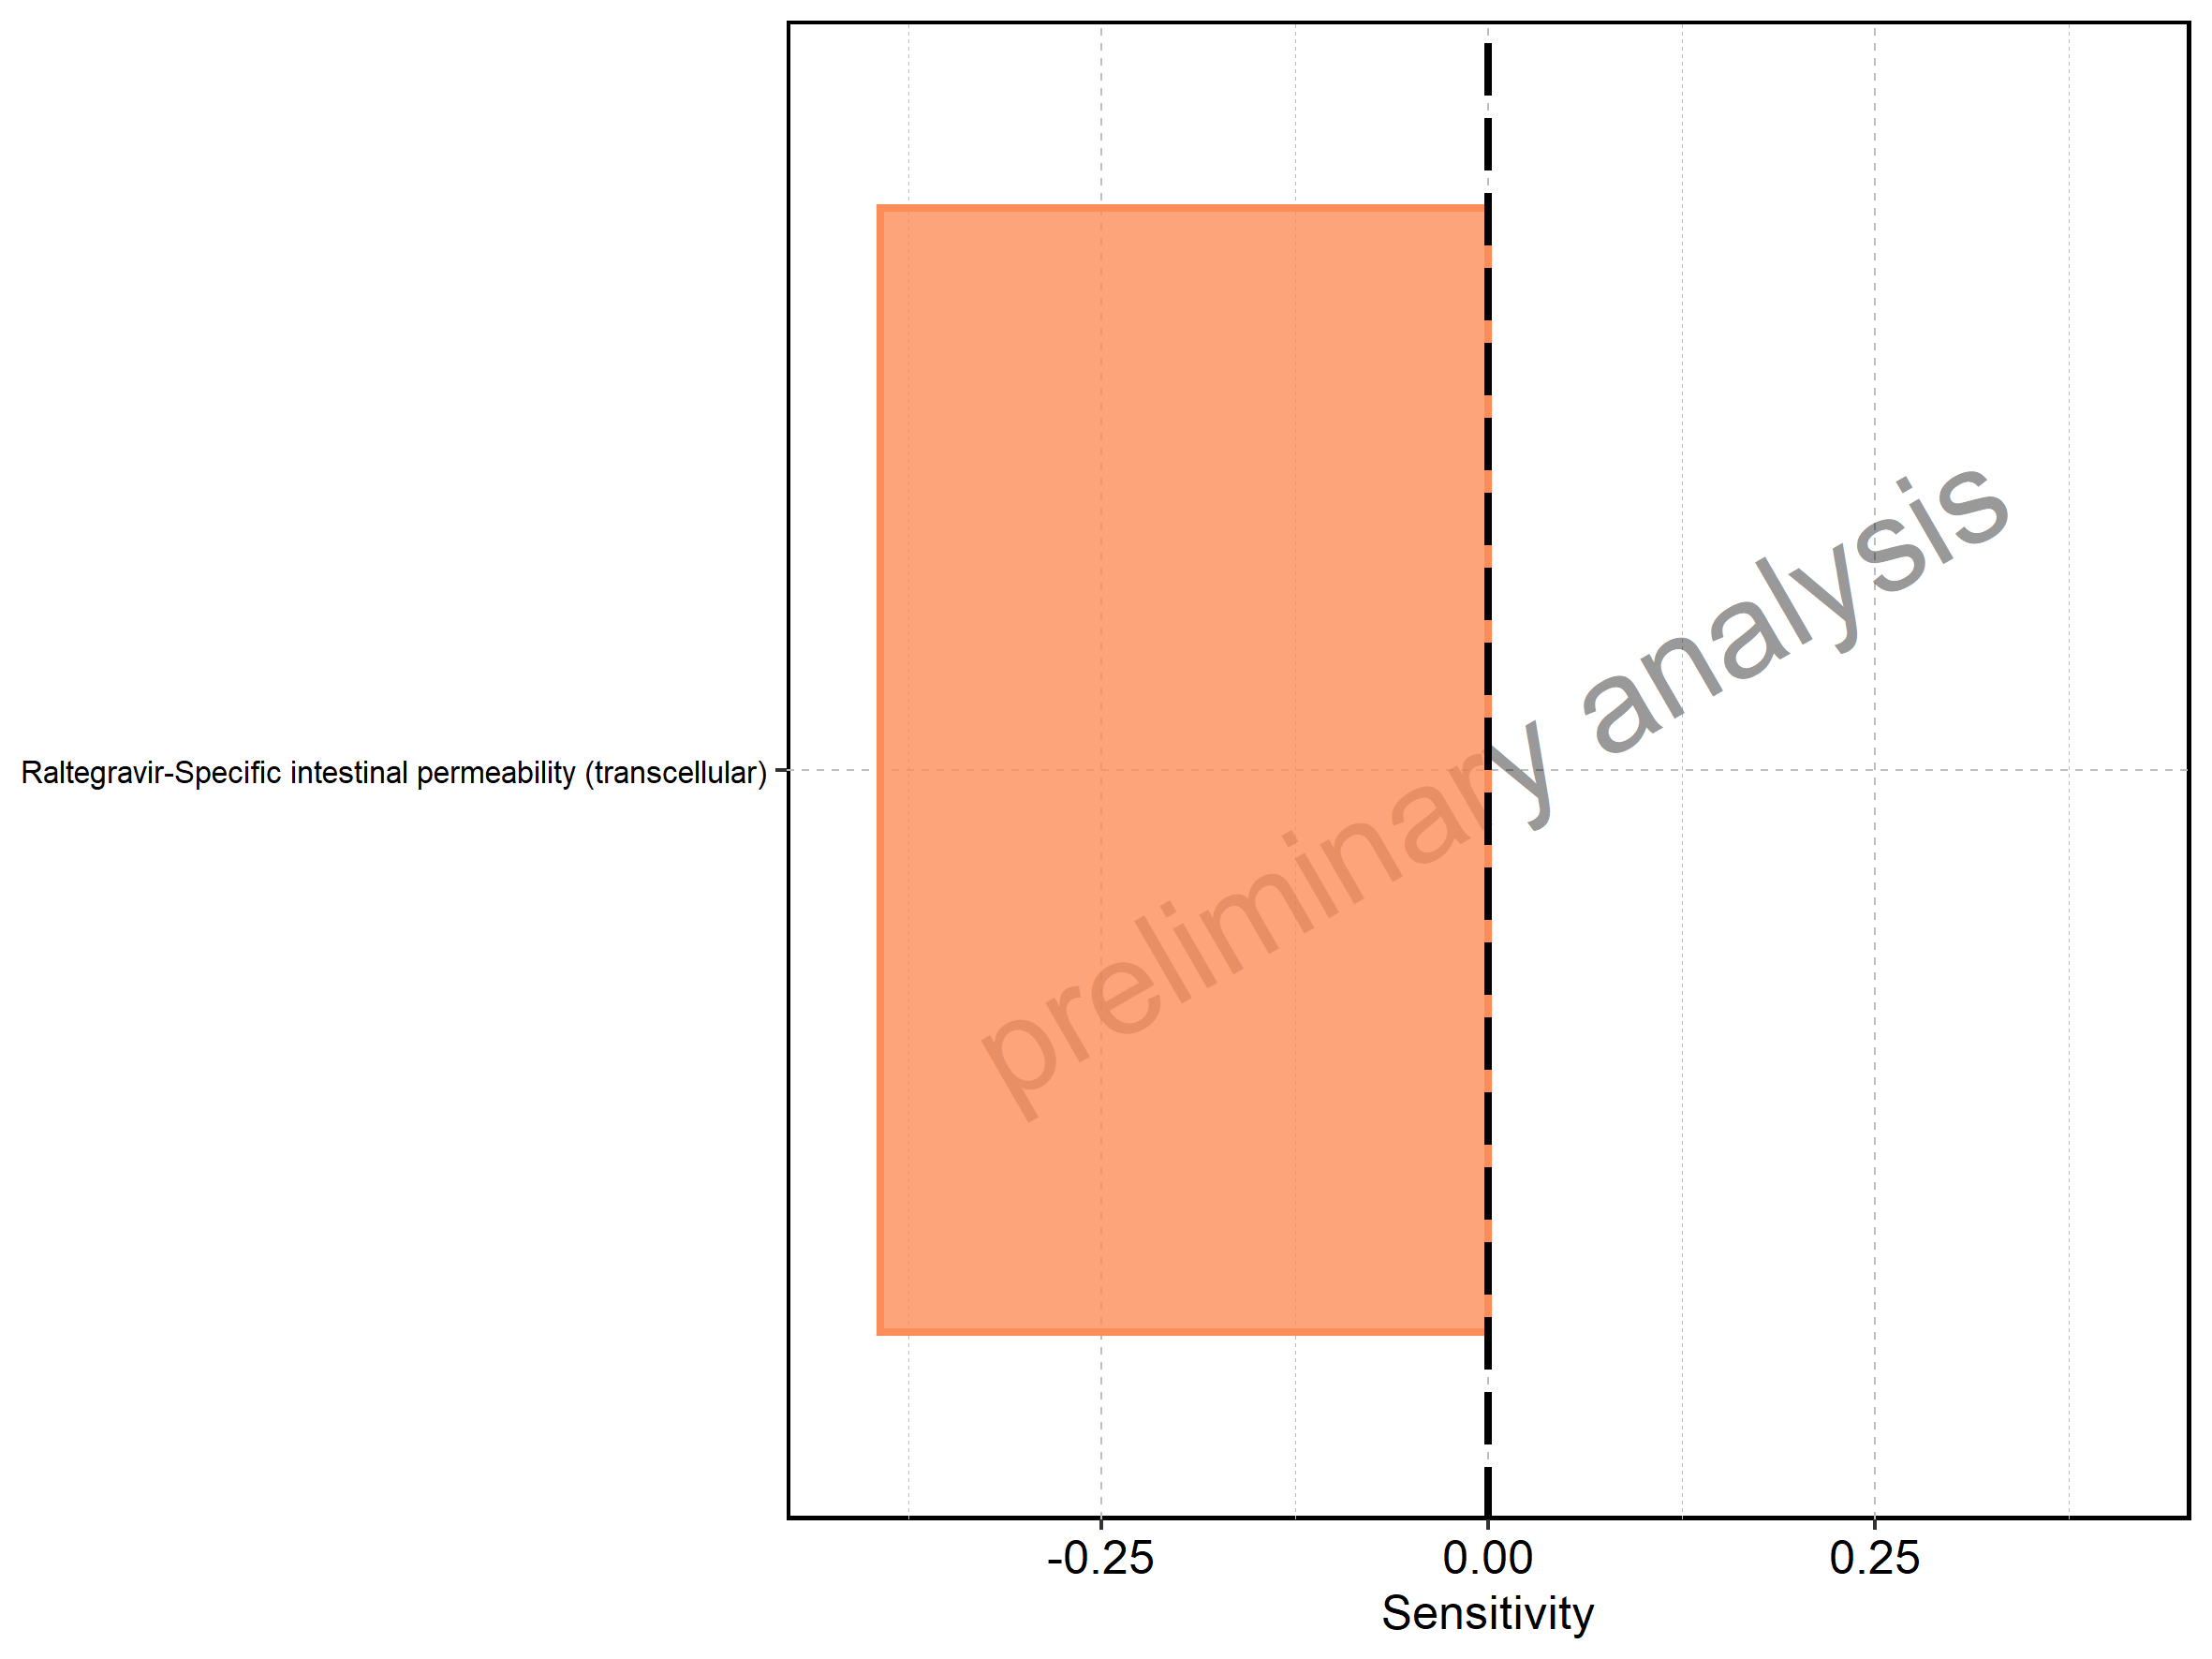 Raltegravir-Specific intestinal permeability (transcellular)
preliminary analysis
-0.25 0.00 0.25
Sensitivity